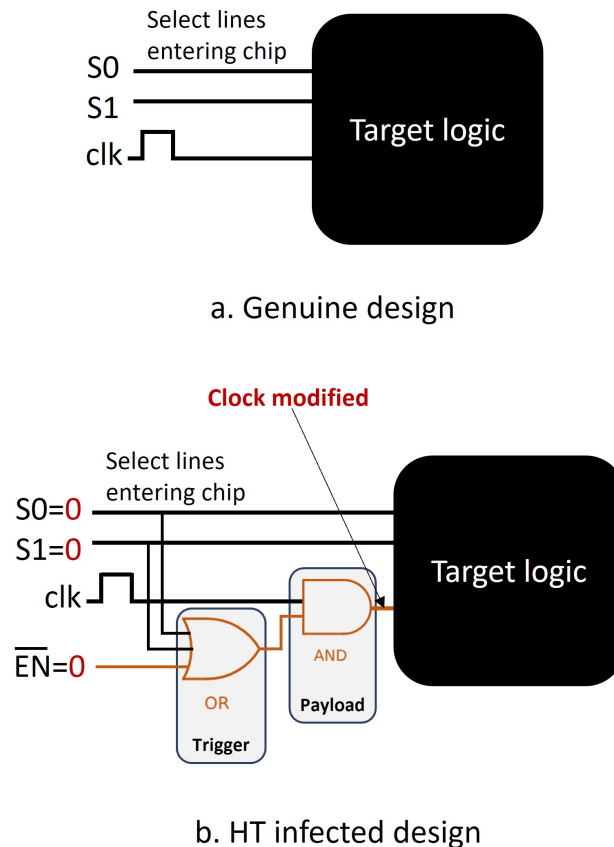 Select lines
entering chip
S0
S1
clk
Target logic
a. Genuine design
Clock modified
Select lines
entering chip
S0=0
S1=0
clk
E̅N̅=0
Target logic
AND
Payload
OR
Trigger
b. HT infected design